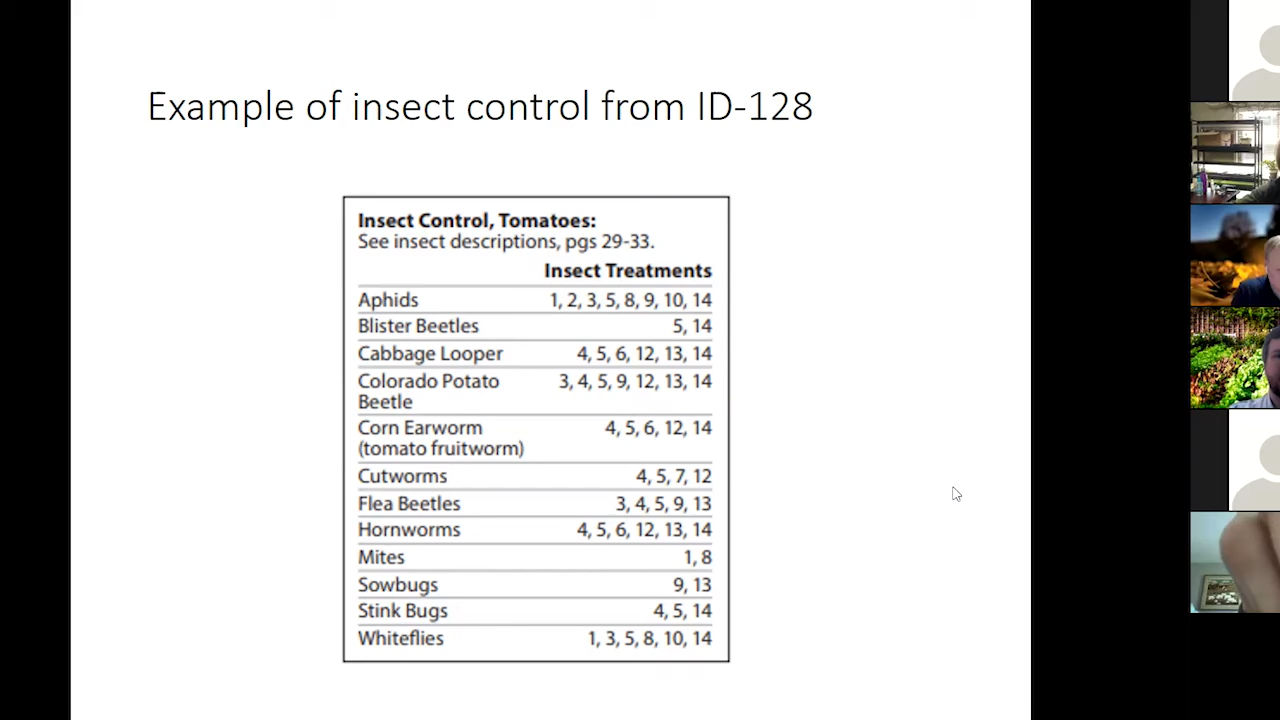 Example of insect control from ID-128
Insect Control, Tomatoes:
See insect descriptions, pgs 29-33.
Insect Treatments
Aphids 1, 2, 3, 5, 8, 9, 10, 14
Blister Beetles 5, 14
Cabbage Looper 4, 5, 6, 12, 13, 14
Colorado Potato 3, 4, 5, 9, 12, 13, 14
Beetle
Corn Earworm 4, 5, 6, 12, 14
(tomato fruitworm)
Cutworms 4, 5, 7, 12
Flea Beetles 3, 4, 5, 9, 13
Hornworms 4, 5, 6, 12, 13, 14
Mites 1, 8
Sowbugs 9, 13
Stink Bugs 4, 5, 14
Whiteflies 1, 3, 5, 8, 10, 14